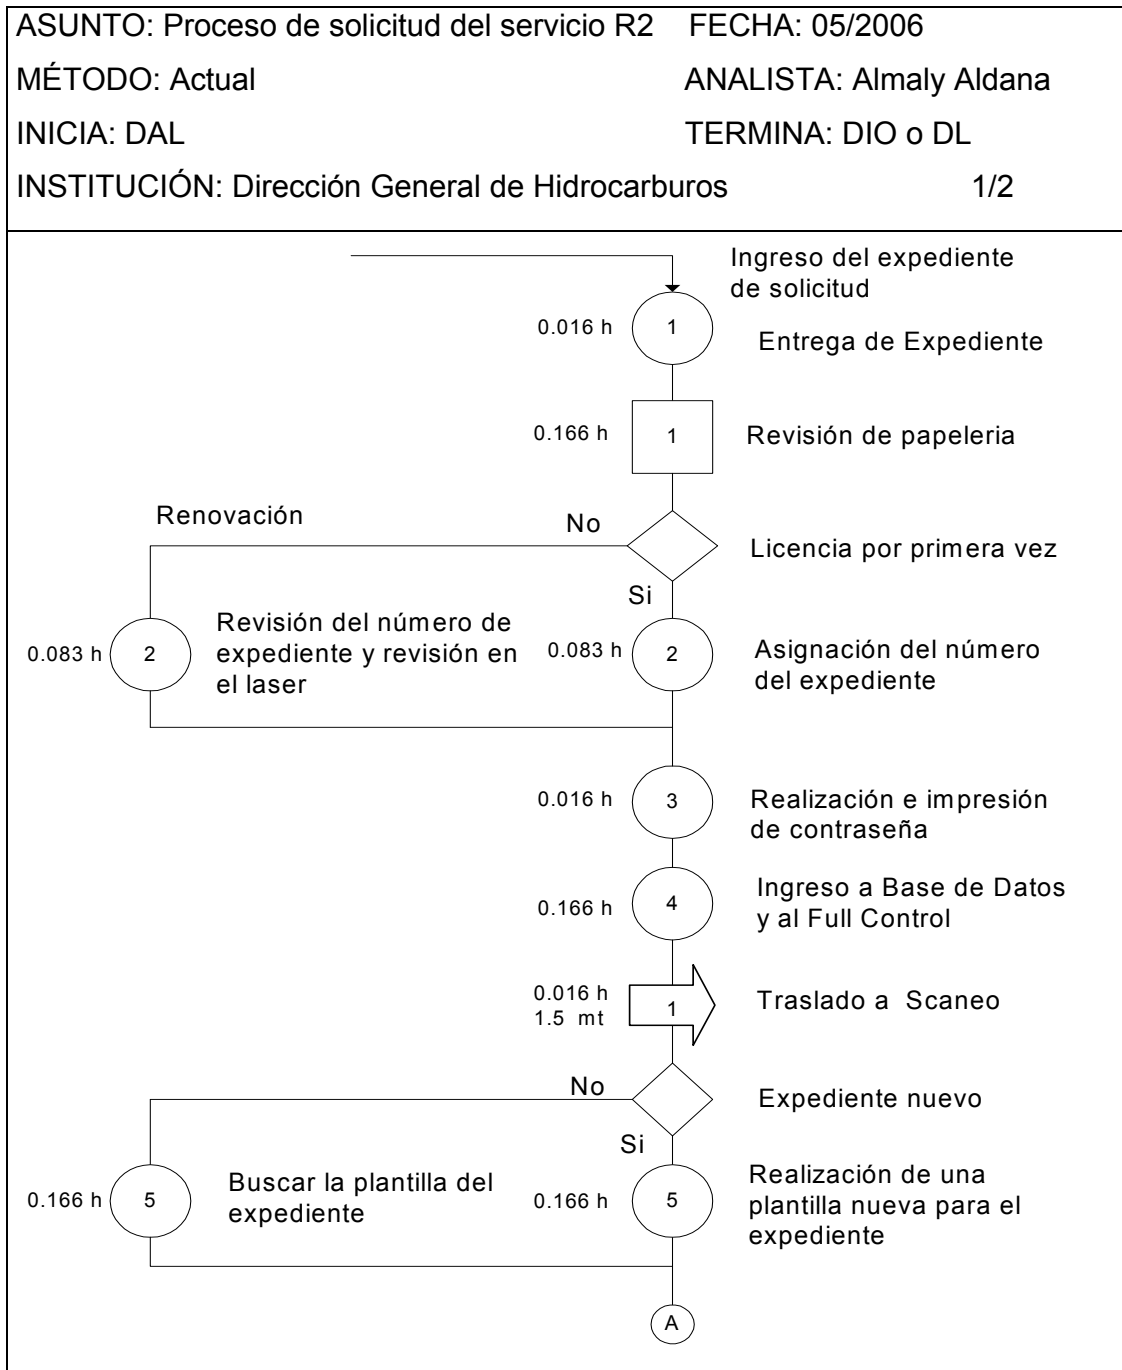 ASUNTO: Proceso de solicitud del servicio R2 FECHA: 05/2006
MÉTODO: Actual ANALISTA: Almaly Aldana
INICIA: DAL TERMINA: DIO o DL
INSTITUCIÓN: Dirección General de Hidrocarburos 1/2
Ingreso del expediente
de solicitud
0.016 h
1
Entrega de Expediente
0.166 h
1
Revisión de papeleria
Renovación
No
Licencia por primera vez
Si
0.083 h
2
Revisión del número de
expediente y revisión en
el laser
0.083 h
2
Asignación del número
del expediente
0.016 h
3
Realización e impresión
de contraseña
0.166 h
4
Ingreso a Base de Datos
y al Full Control
0.016 h
1.5 mt
1
Traslado a Scaneo
No
Expediente nuevo
Si
0.166 h
5
Buscar la plantilla del
expediente
0.166 h
5
Realización de una
plantilla nueva para el
expediente
A